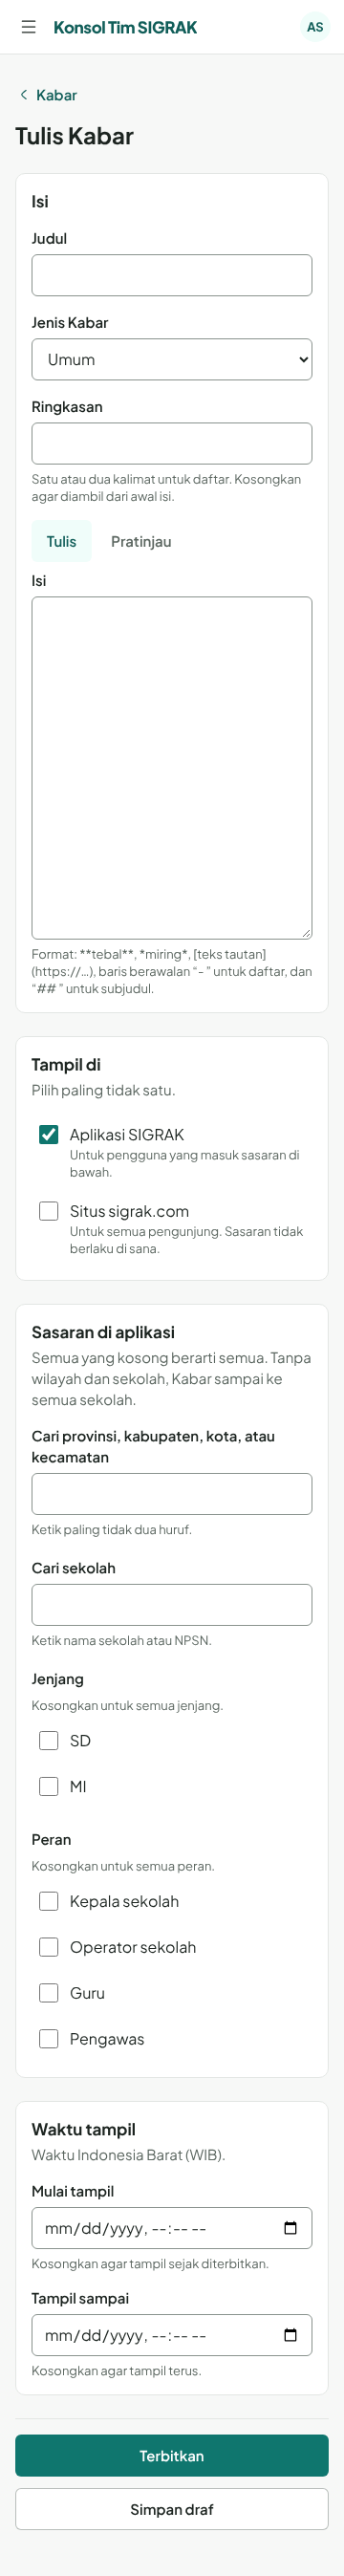 Konsol Tim SIGRAK
AS
Kabar
Tulis Kabar
Isi
Judul
Jenis Kabar
Umum
Ringkasan
Satu atau dua kalimat untuk daftar. Kosongkan
agar diambil dari awal isi.
Tulis
Pratinjau
Isi
Format: **tebal**, *miring*, [teks tautan]
(https://…), baris berawalan “- ” untuk daftar, dan
“## ” untuk subjudul.
Tampil di
Pilih paling tidak satu.
Aplikasi SIGRAK
Untuk pengguna yang masuk sasaran di
bawah.
Situs sigrak.com
Untuk semua pengunjung. Sasaran tidak
berlaku di sana.
Sasaran di aplikasi
Semua yang kosong berarti semua. Tanpa
wilayah dan sekolah, Kabar sampai ke
semua sekolah.
Cari provinsi, kabupaten, kota, atau
kecamatan
Ketik paling tidak dua huruf.
Cari sekolah
Ketik nama sekolah atau NPSN.
Jenjang
Kosongkan untuk semua jenjang.
SD
MI
Peran
Kosongkan untuk semua peran.
Kepala sekolah
Operator sekolah
Guru
Pengawas
Waktu tampil
Waktu Indonesia Barat (WIB).
Mulai tampil
mm/dd/yyyy, --:-- --
Kosongkan agar tampil sejak diterbitkan.
Tampil sampai
mm/dd/yyyy, --:-- --
Kosongkan agar tampil terus.
Terbitkan
Simpan draf